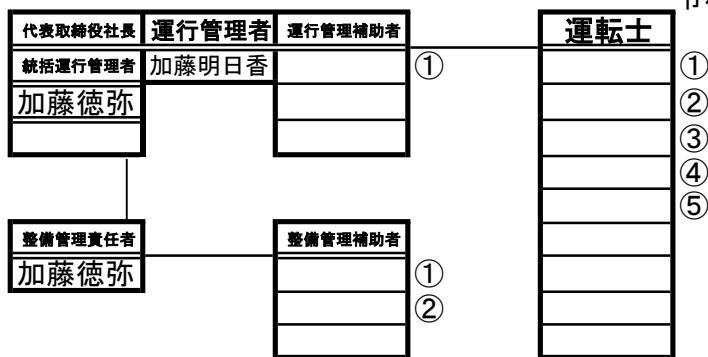 代表取締役社長 運行管理者 運行管理補助者 運転士
統括運行管理者 加藤明日香 ① ①
加藤徳弥 ②
③
④
⑤
整備管理責任者 整備管理補助者
加藤徳弥 ①
②